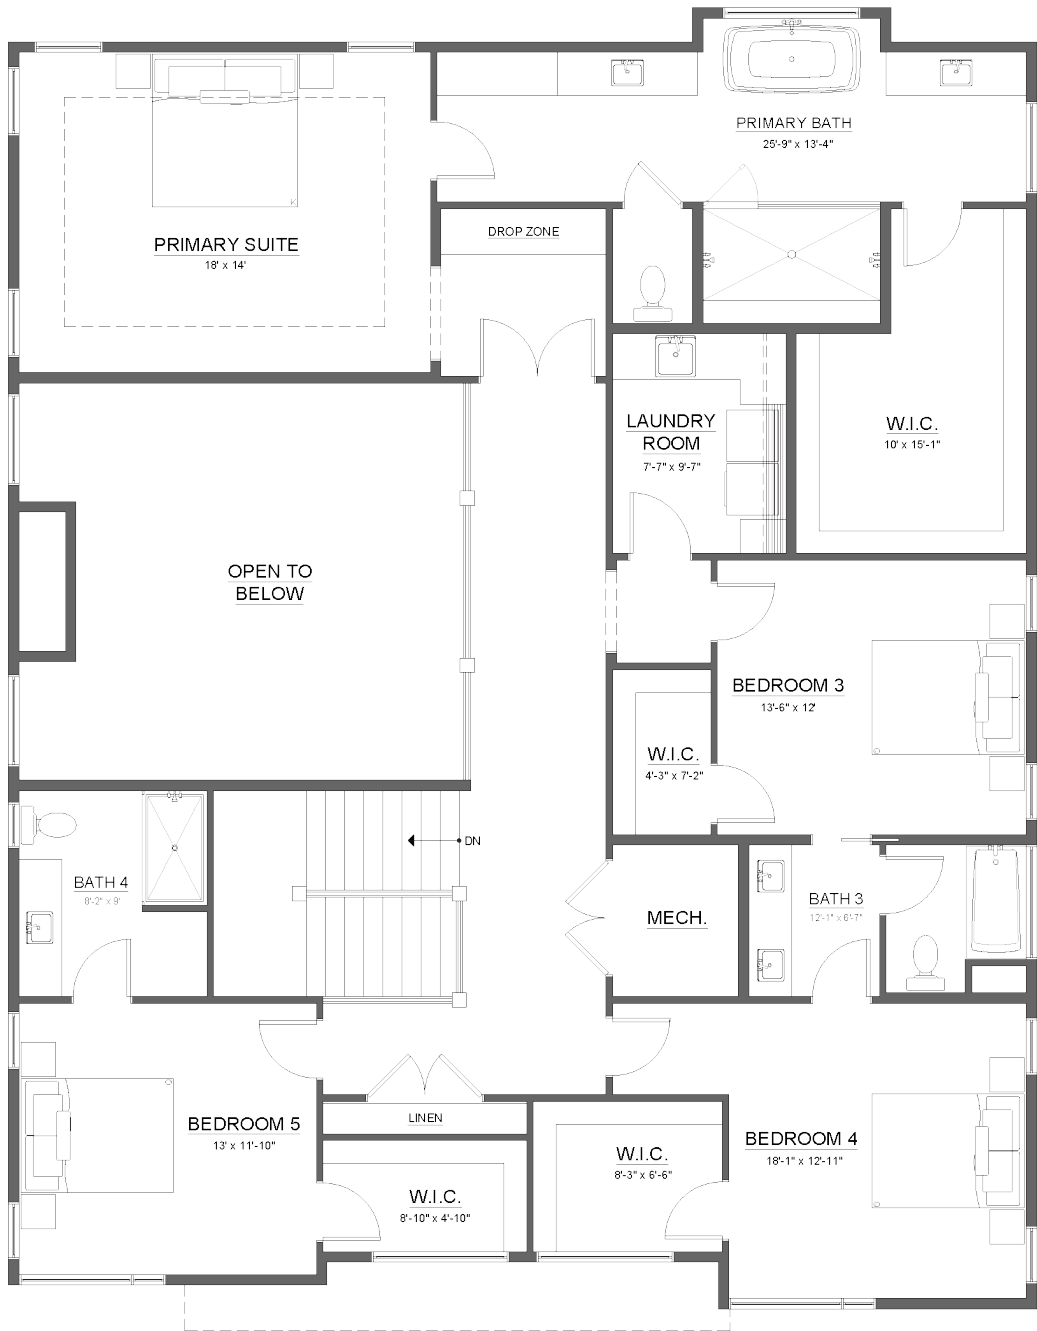 PRIMARY BATH
25'-9" x 13'-4"
DROP ZONE
PRIMARY SUITE
18' x 14'
LAUNDRY
ROOM
7'-7" x 9'-7"
W.I.C.
10' x 15'-1"
OPEN TO
BELOW
BEDROOM 3
13'-6" x 12'
W.I.C.
4'-3" x 7'-2"
DN
BATH 4
8'-2" x 9'
BATH 3
12'-1" x 6'-7"
MECH.
LINEN
BEDROOM 5
13' x 11'-10"
BEDROOM 4
18'-1" x 12'-11"
W.I.C.
8'-3" x 6'-6"
W.I.C.
8'-10" x 4'-10"